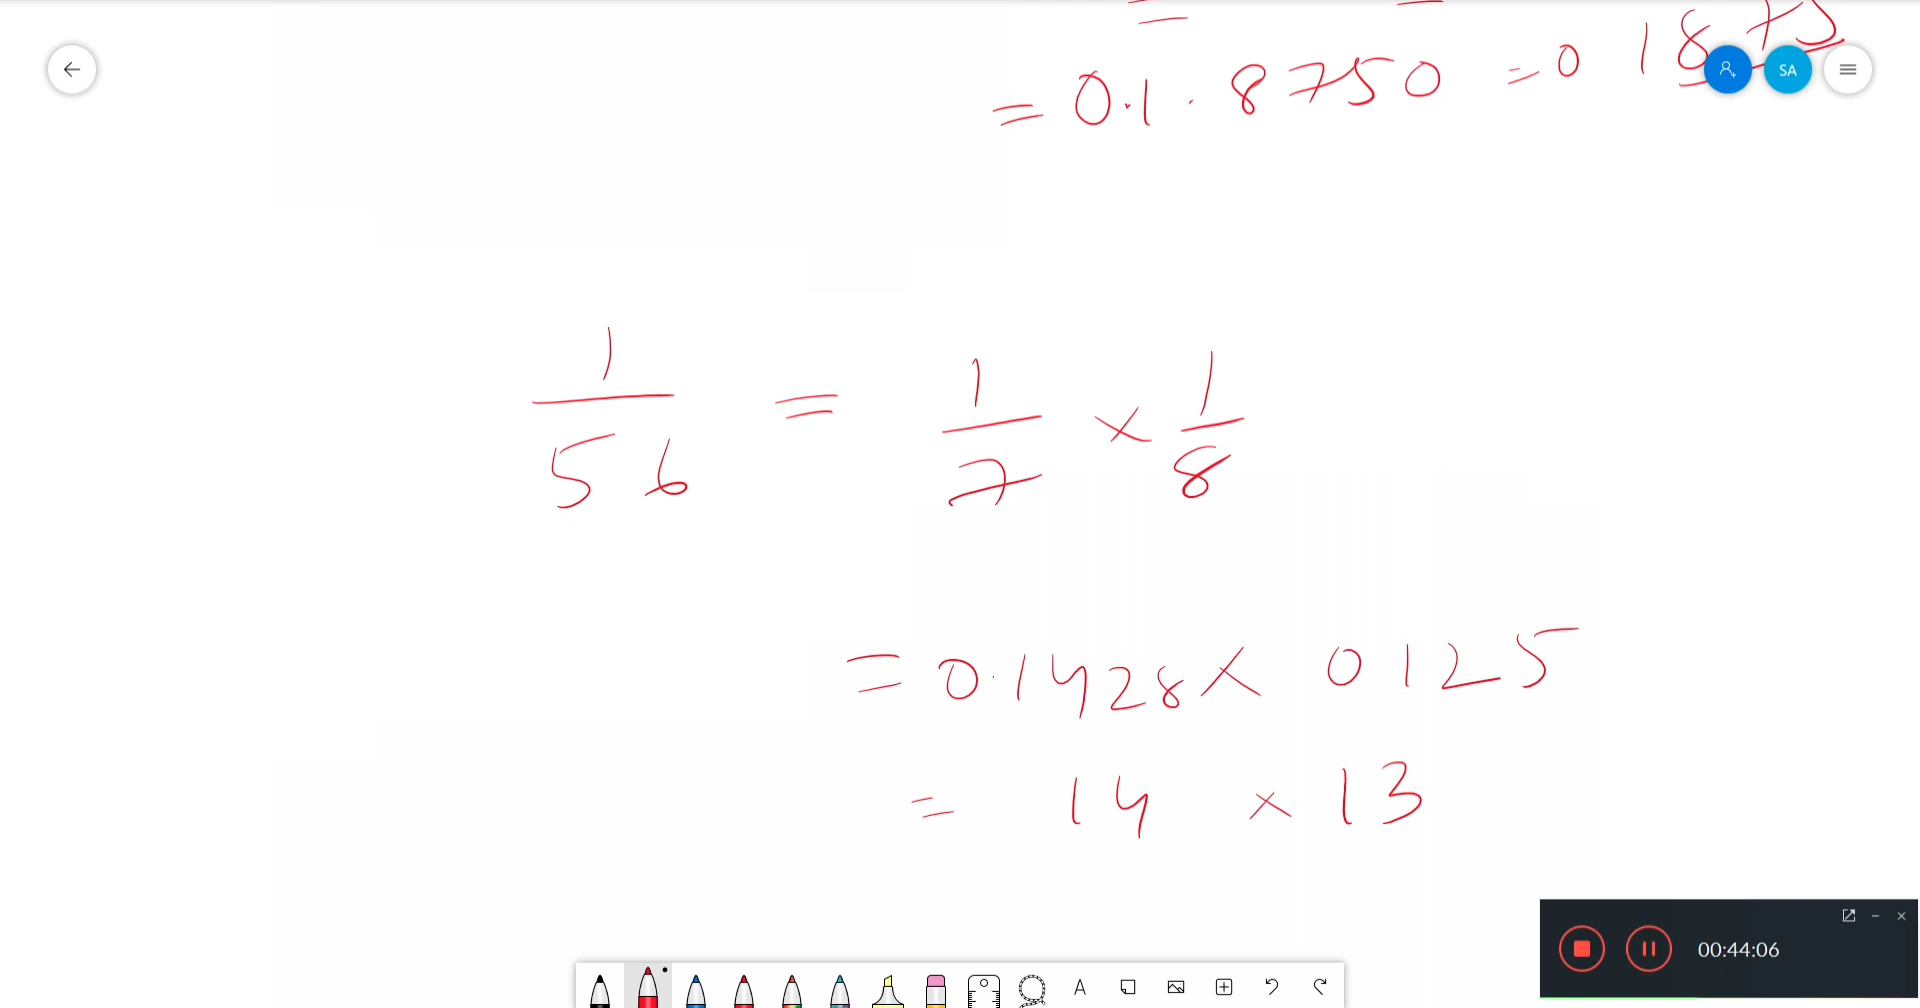 = 0.1.8750 = 0 1875
SA
1/56 = 1/7 × 1/8
= 0.1428 × 0125
= 14 × 13
A
00:44:06